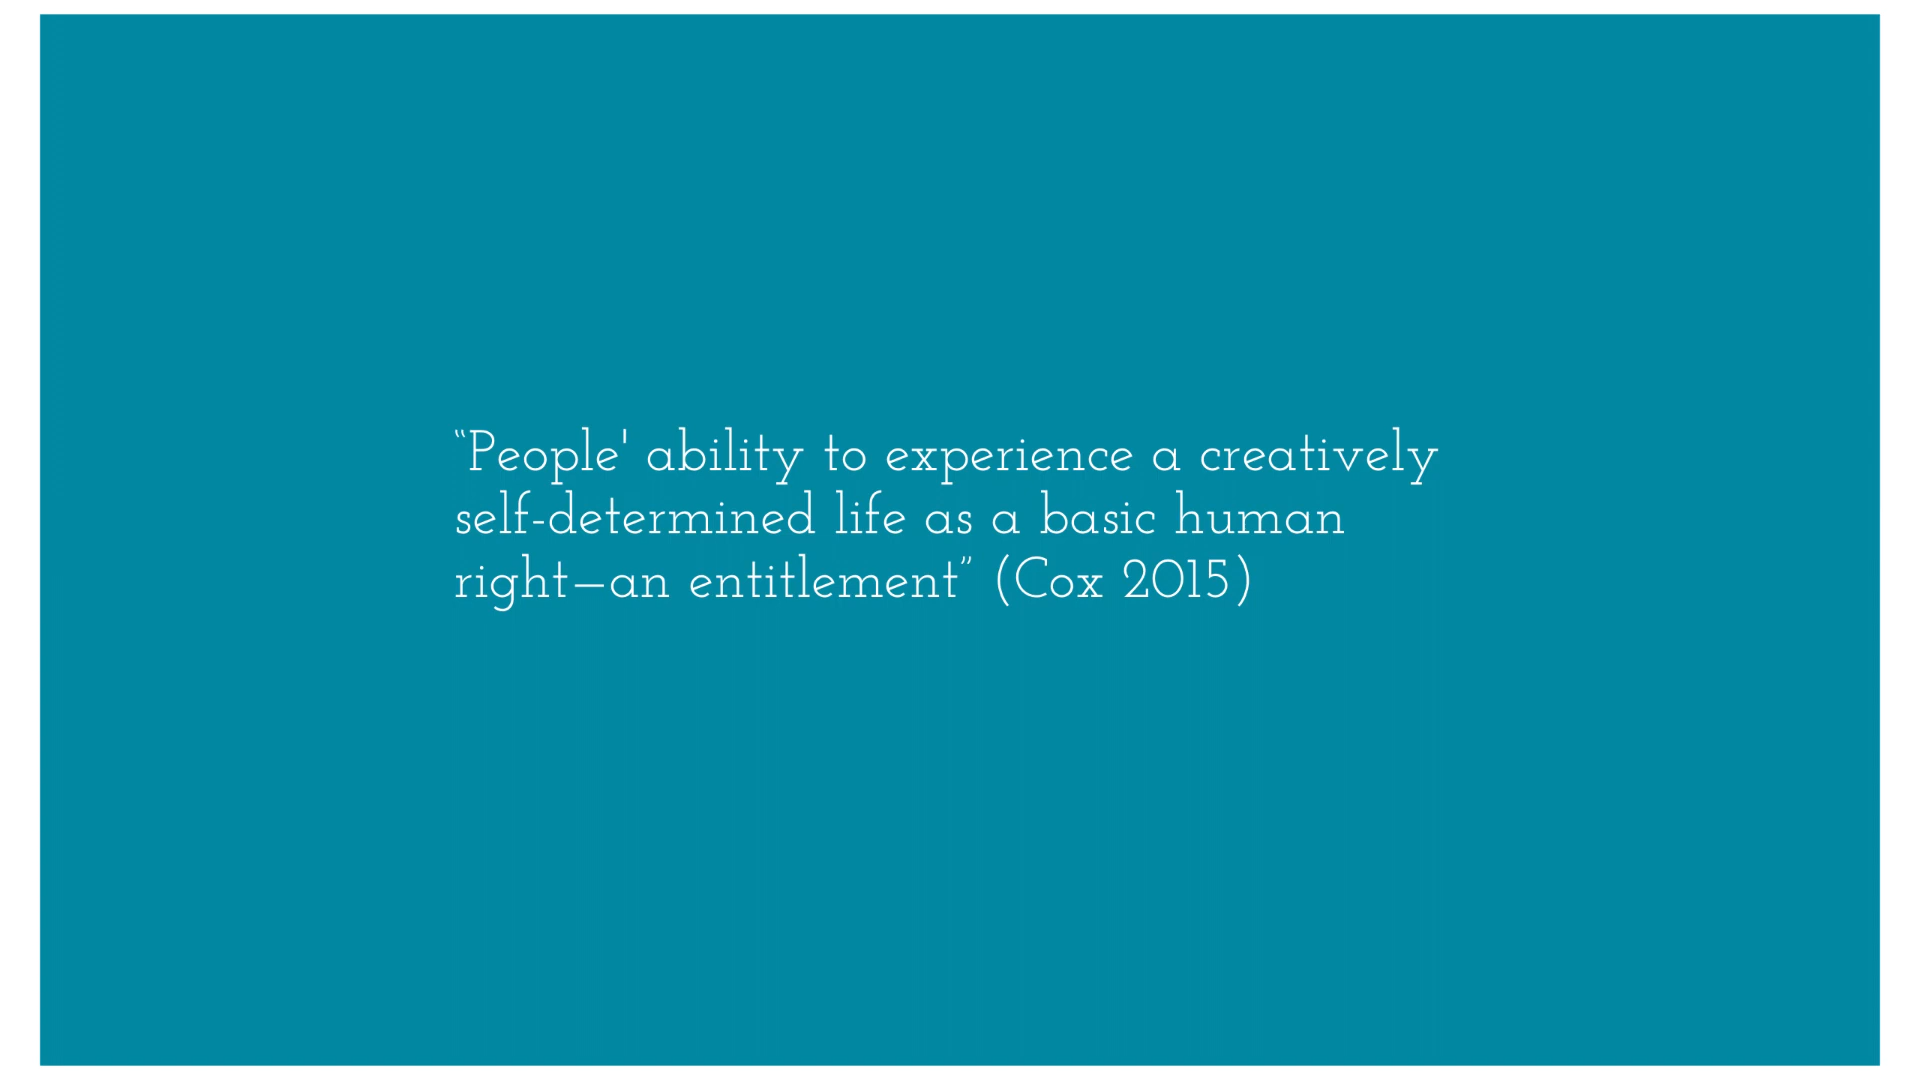 “People' ability to experience a creatively
self-determined life as a basic human
right—an entitlement” (Cox 2015)